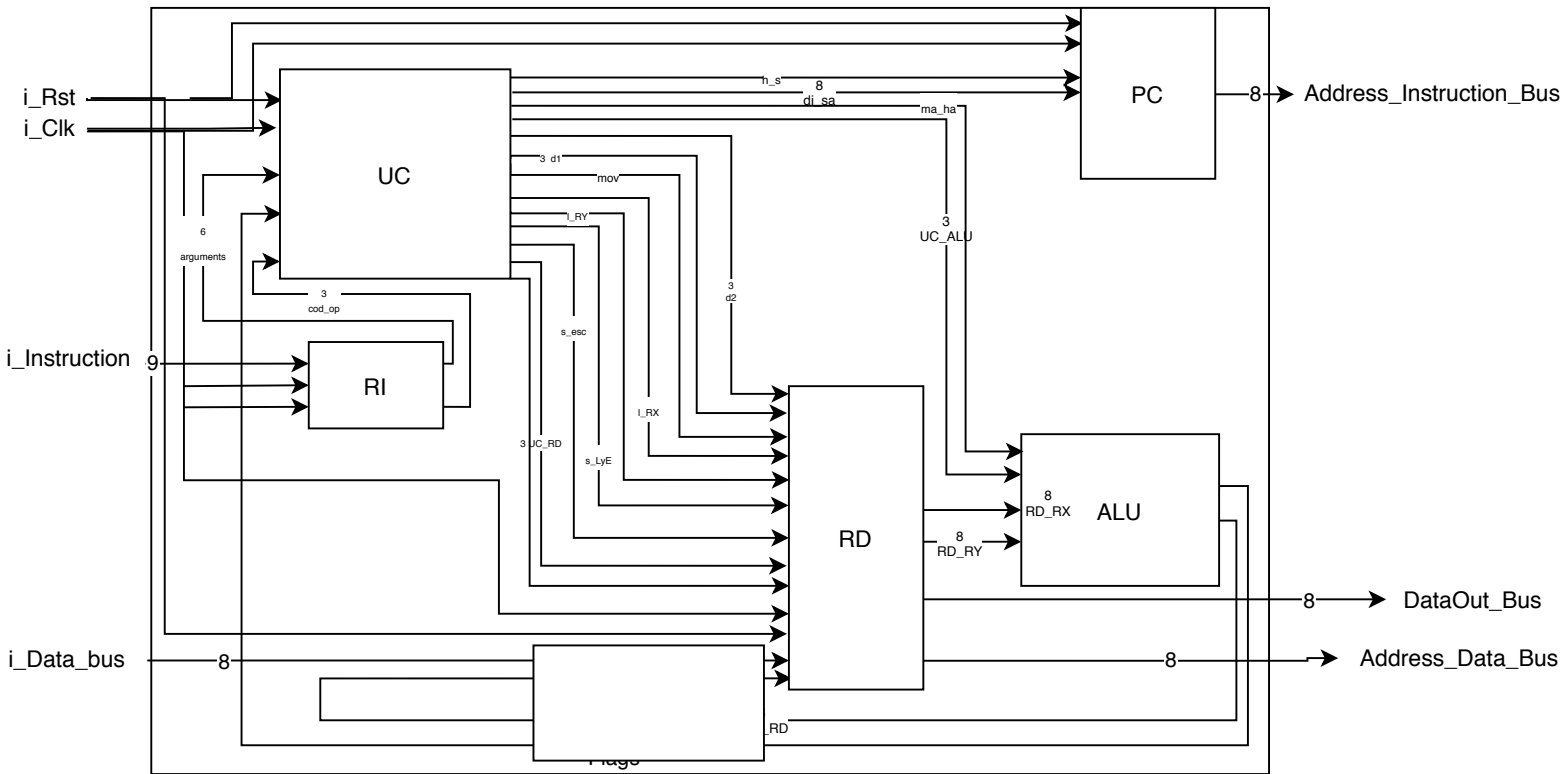 i_Rst
i_Clk
UC
h_s
8
di_sa
ma_ha
PC
8
Address_Instruction_Bus
3 d1
mov
l_RY
6
arguments
3
cod_op
3
UC_ALU
3
d2
s_esc
i_Instruction
9
RI
l_RX
3 UC_RD
s_LyE
RD
8
RD_RX
ALU
8
RD_RY
8
DataOut_Bus
i_Data_bus
8
8
Address_Data_Bus
_RD